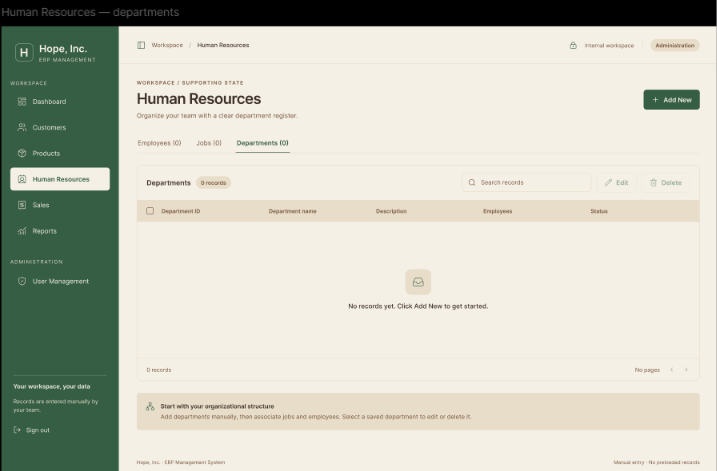 Human Resources — departments
H
Hope, Inc.
ERP MANAGEMENT
WORKSPACE
Dashboard
Customers
Products
Human Resources
Sales
Reports
ADMINISTRATION
User Management
Your workspace, your data
Records are entered manually by
your team.
Sign out
Workspace / Human Resources
Internal workspace
Administration
WORKSPACE / SUPPORTING STATE
Human Resources
Organize your team with a clear department register.
+ Add New
Employees (0) Jobs (0) Departments (0)
Departments 0 records
Search records
Edit
Delete
Department ID Department name Description Employees Status
No records yet. Click Add New to get started.
0 records
No pages
Start with your organizational structure
Add departments manually, then associate jobs and employees. Select a saved department to edit or delete it.
Hope, Inc. · ERP Management System
Manual entry · No preloaded records